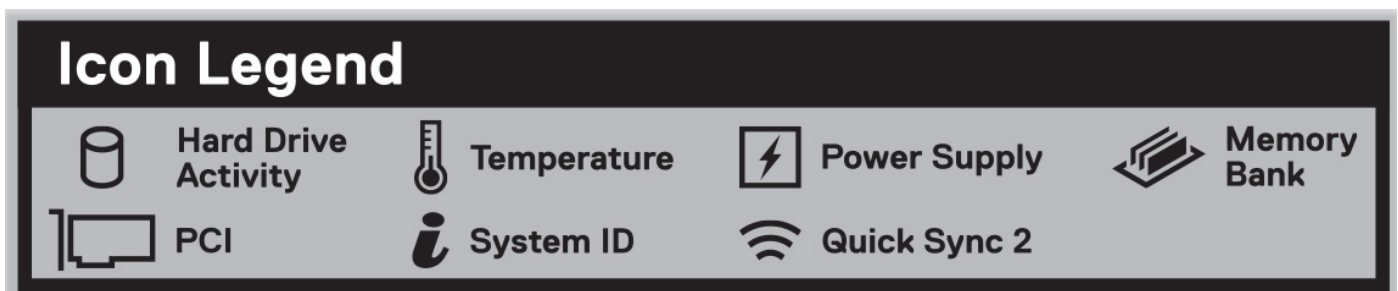 Icon Legend
Hard Drive
Activity
Temperature
Power Supply
Memory
Bank
PCI
System ID
Quick Sync 2